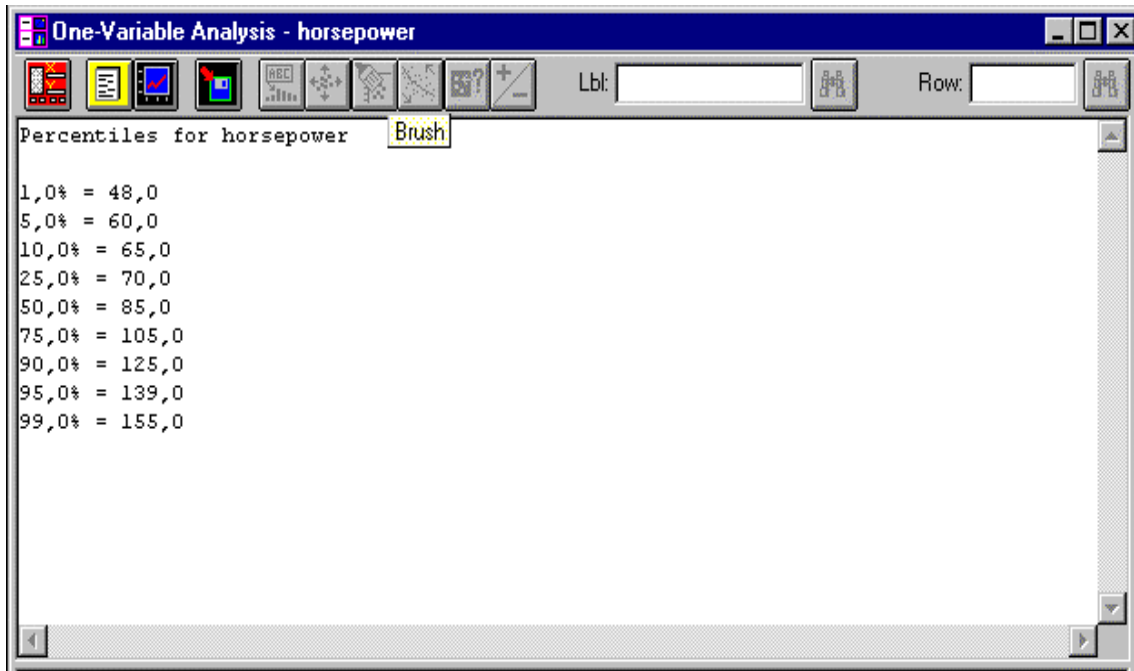 One-Variable Analysis - horsepower
Lbl:
Row:
Percentiles for horsepower
Brush
1,0% = 48,0
5,0% = 60,0
10,0% = 65,0
25,0% = 70,0
50,0% = 85,0
75,0% = 105,0
90,0% = 125,0
95,0% = 139,0
99,0% = 155,0